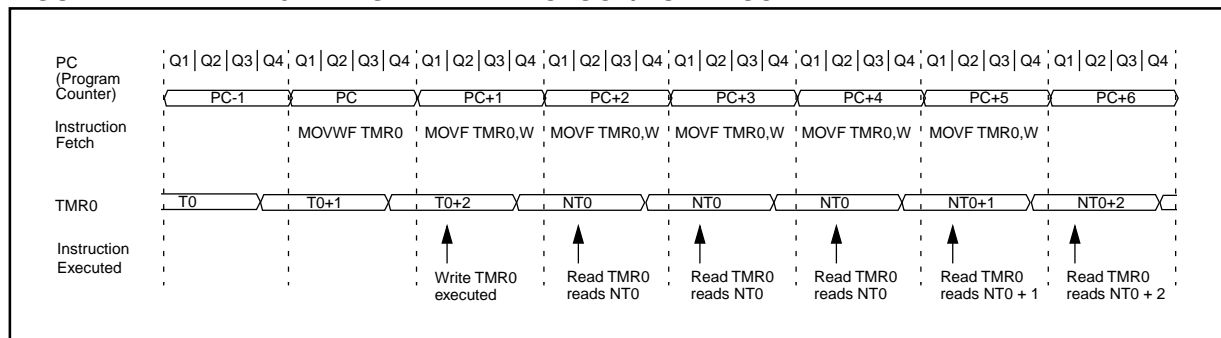 PC
(Program
Counter)
Q1 Q2 Q3 Q4 Q1 Q2 Q3 Q4 Q1 Q2 Q3 Q4 Q1 Q2 Q3 Q4 Q1 Q2 Q3 Q4 Q1 Q2 Q3 Q4 Q1 Q2 Q3 Q4 Q1 Q2 Q3 Q4
PC-1 PC PC+1 PC+2 PC+3 PC+4 PC+5 PC+6
Instruction
Fetch
MOVWF TMR0 MOVF TMR0,W MOVF TMR0,W MOVF TMR0,W MOVF TMR0,W MOVF TMR0,W
TMR0
T0 T0+1 T0+2 NT0 NT0 NT0 NT0+1 NT0+2
Instruction
Executed
Write TMR0 Read TMR0 Read TMR0 Read TMR0 Read TMR0 Read TMR0
executed reads NT0 reads NT0 reads NT0 reads NT0 + 1 reads NT0 + 2